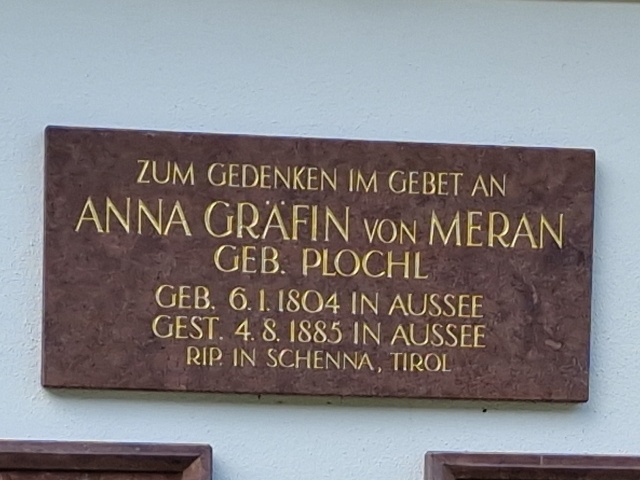 ZUM GEDENKEN IM GEBET AN
ANNA GRÄFIN VON MERAN
GEB. PLOCHL
GEB. 6.1.1804 IN AUSSEE
GEST. 4.8.1885 IN AUSSEE
RIP. IN SCHENNA, TIROL